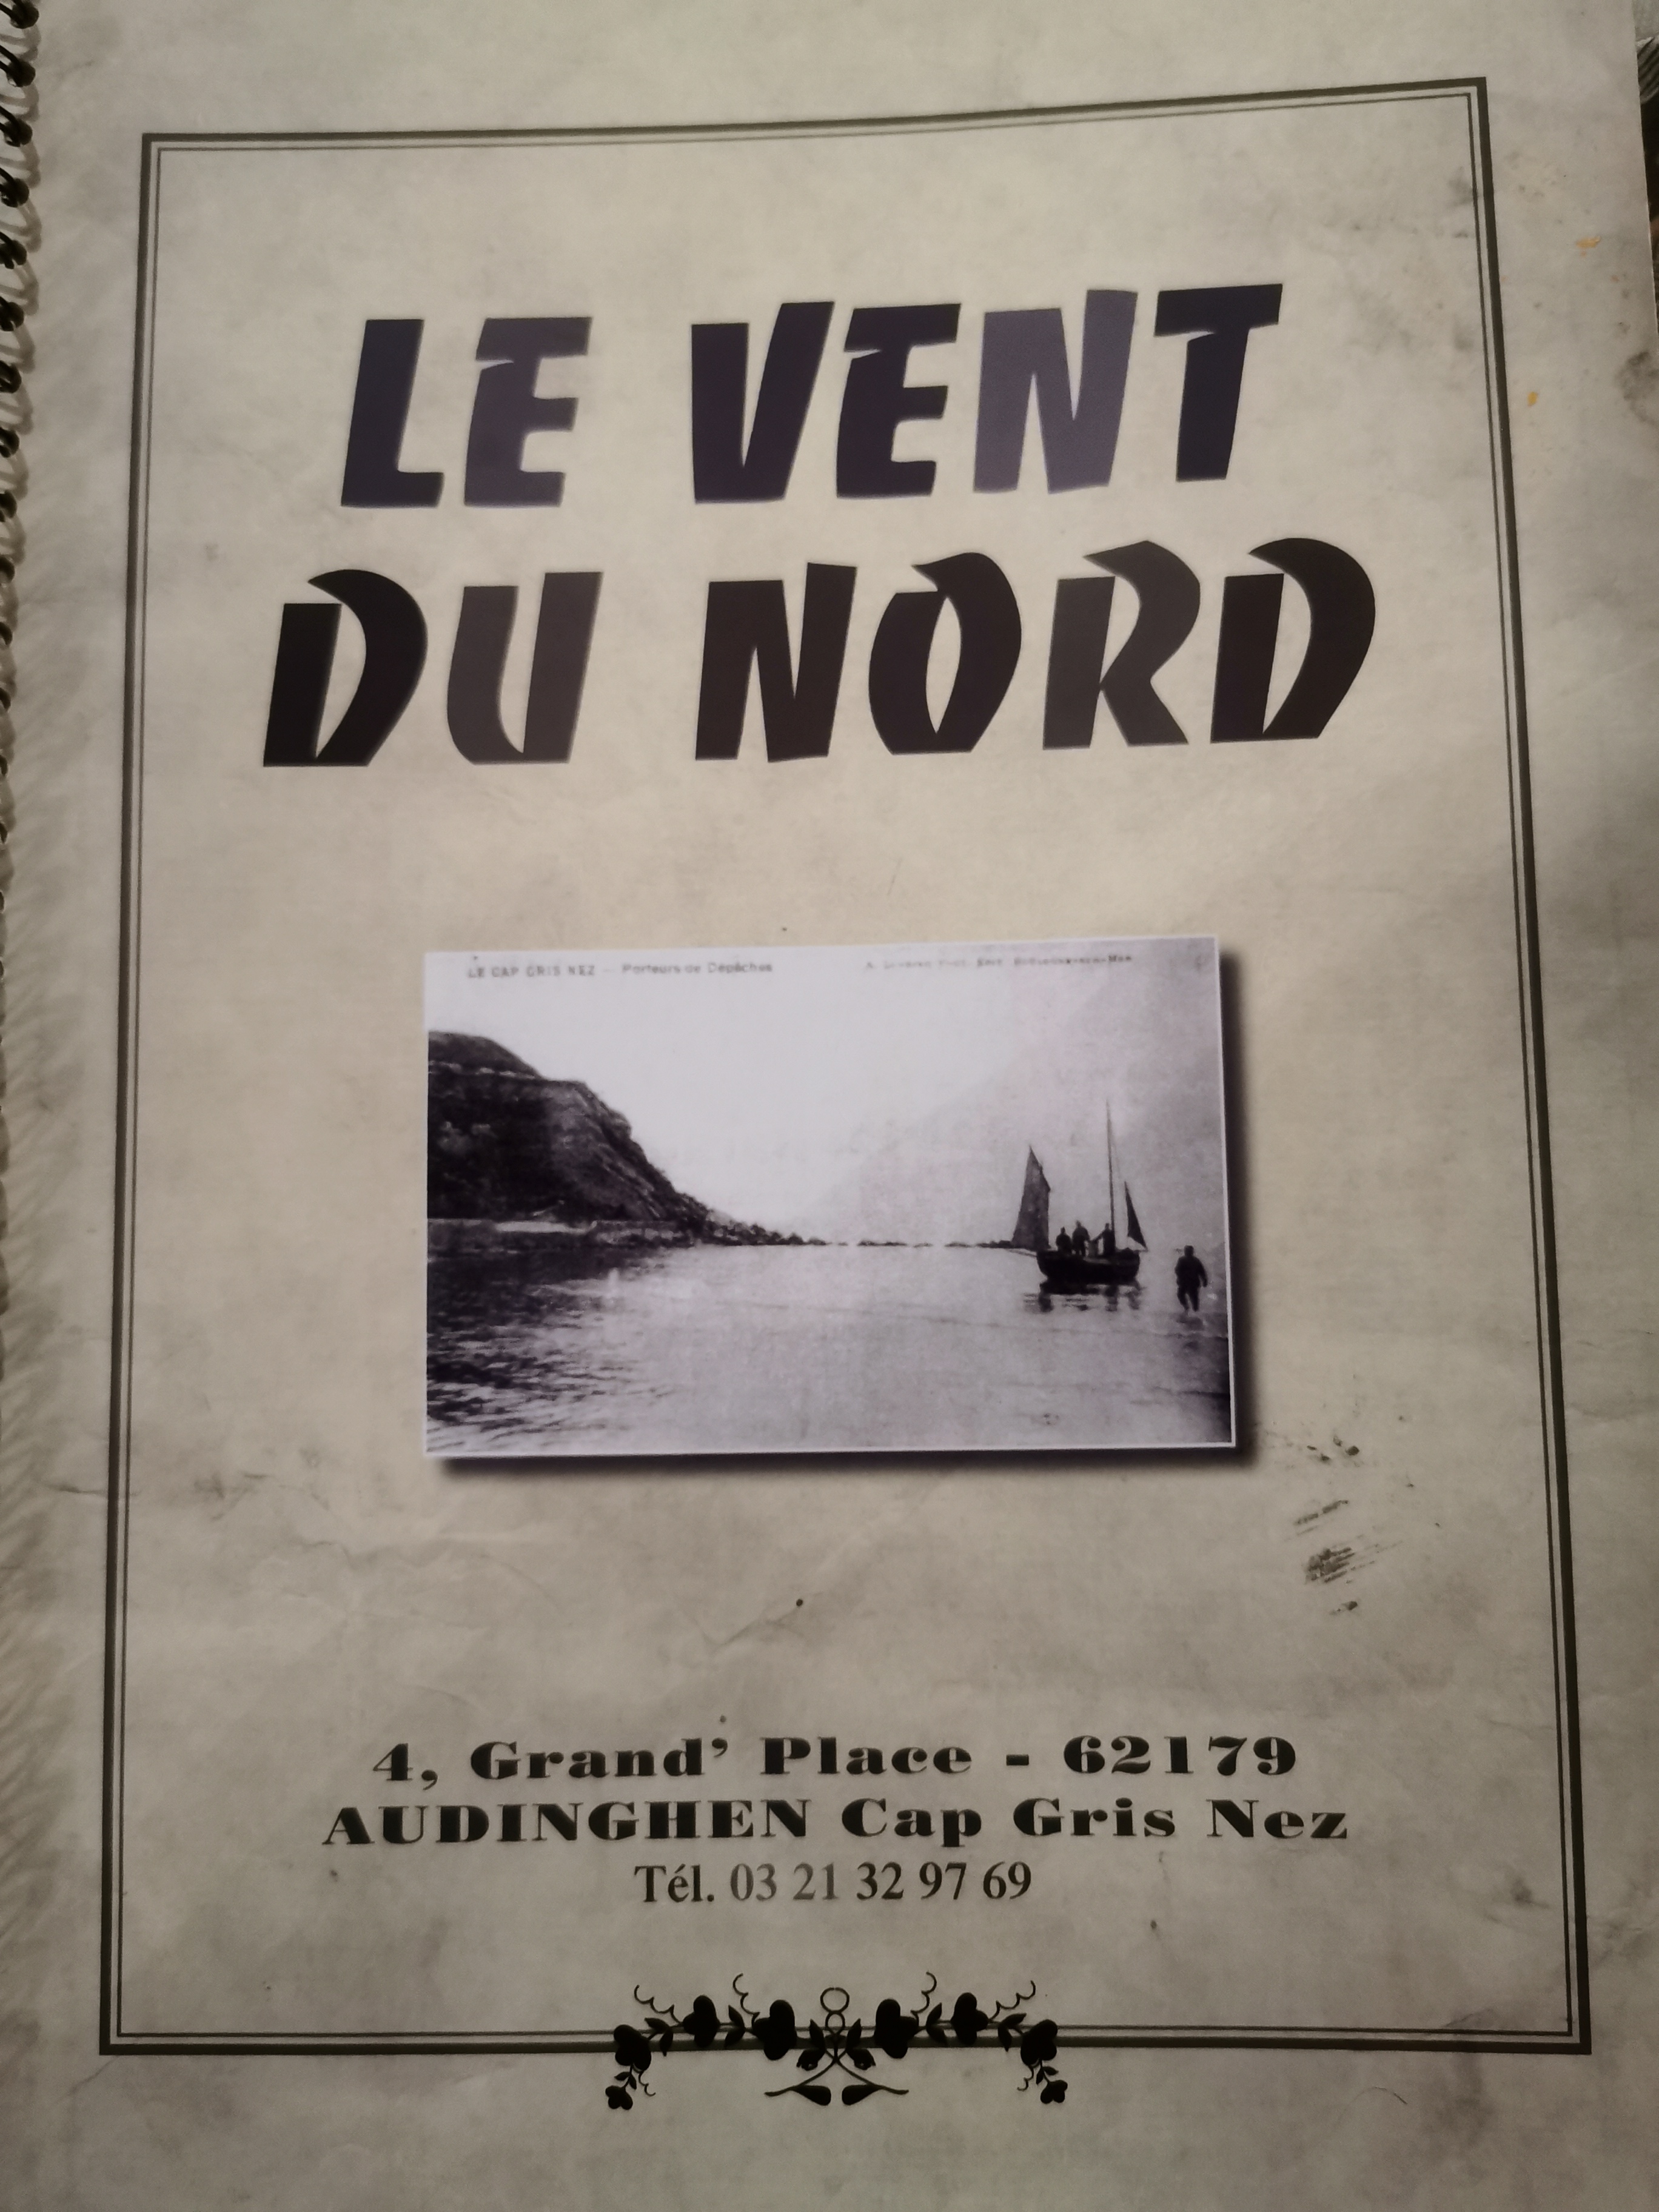 LE VENT
DU NORD
LE CAP GRIS NEZ — Porteurs de Dépêches
4, Grand' Place - 62179
AUDINGHEN Cap Gris Nez
Tél. 03 21 32 97 69